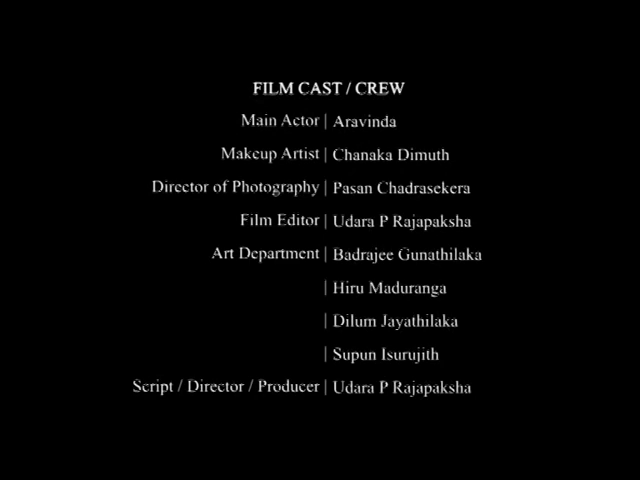 FILM CAST / CREW
Main Actor | Aravinda
Makeup Artist | Chanaka Dimuth
Director of Photography | Pasan Chadrasekera
Film Editor | Udara P Rajapaksha
Art Department | Badrajee Gunathilaka
| Hiru Maduranga
| Dilum Jayathilaka
| Supun Isurujith
Script / Director / Producer | Udara P Rajapaksha